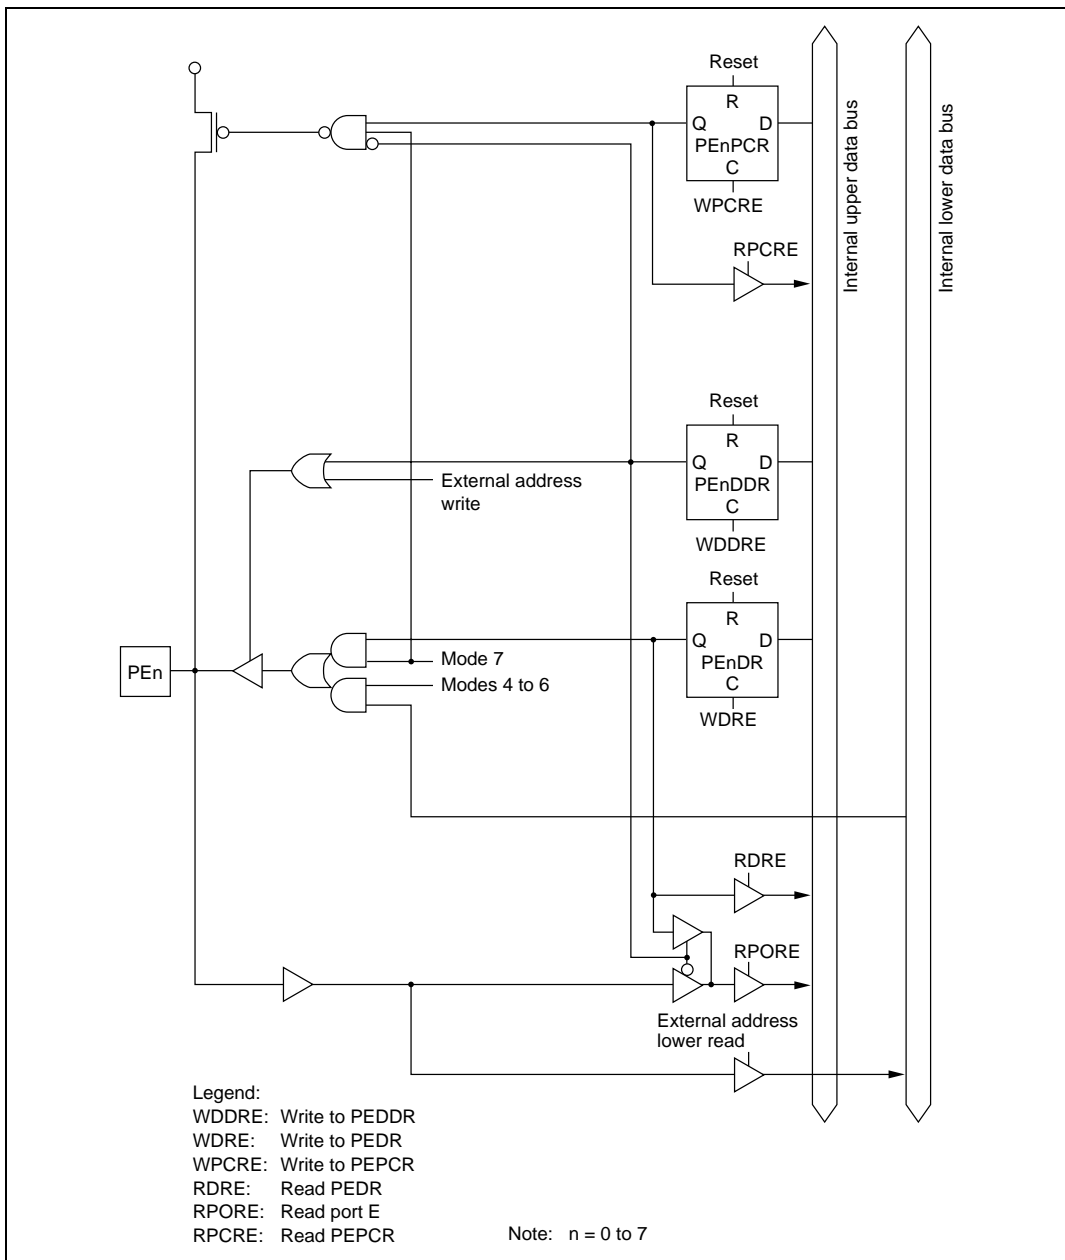 Reset
R
Q D
PEnPCR
C
WPCRE
RPCRE
Internal upper data bus
Internal lower data bus
Reset
R
Q D
PEnDDR
C
WDDRE
External address
write
Reset
R
Q D
PEnDR
C
WDRE
Mode 7
Modes 4 to 6
PEn
RDRE
RPORE
External address
lower read
Legend:
WDDRE: Write to PEDDR
WDRE: Write to PEDR
WPCRE: Write to PEPCR
RDRE: Read PEDR
RPORE: Read port E
RPCRE: Read PEPCR
Note: n = 0 to 7